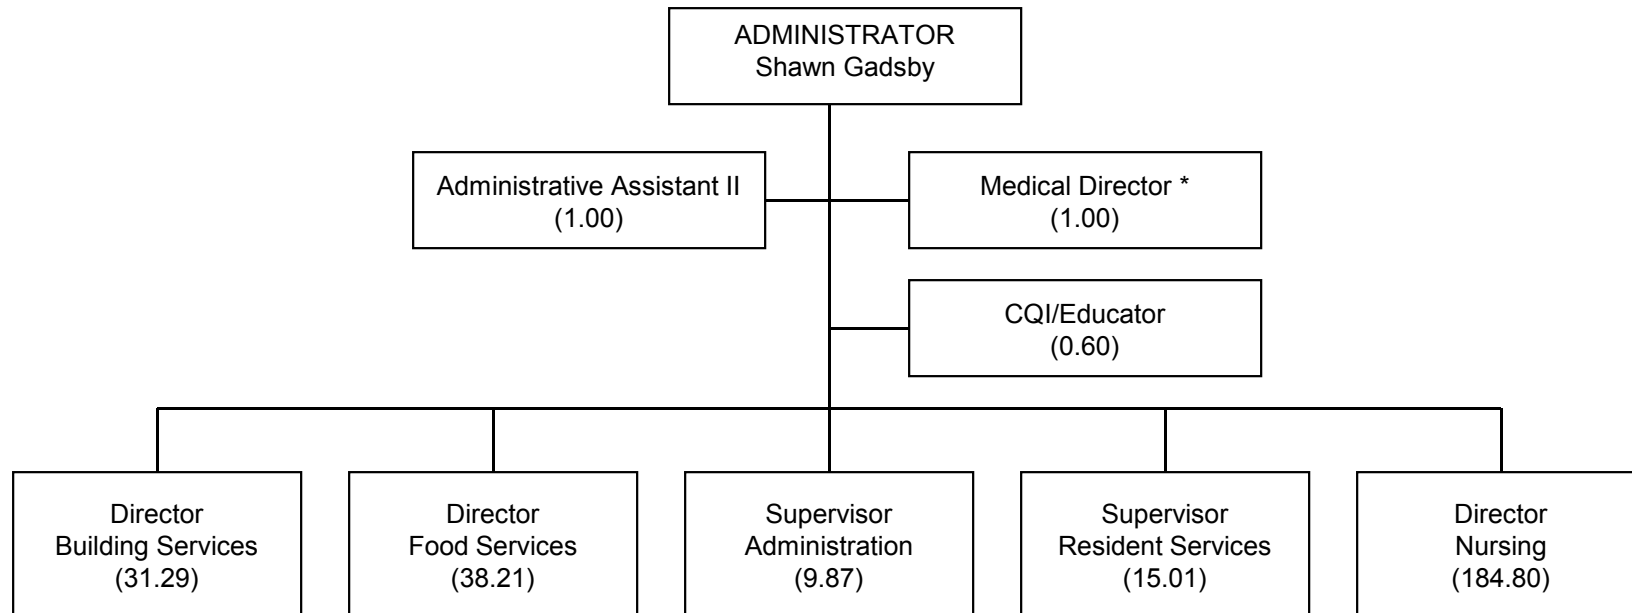 ADMINISTRATOR
Shawn Gadsby
Administrative Assistant II
(1.00)
Medical Director *
(1.00)
CQI/Educator
(0.60)
Director
Building Services
(31.29)
Director
Food Services
(38.21)
Supervisor
Administration
(9.87)
Supervisor
Resident Services
(15.01)
Director
Nursing
(184.80)